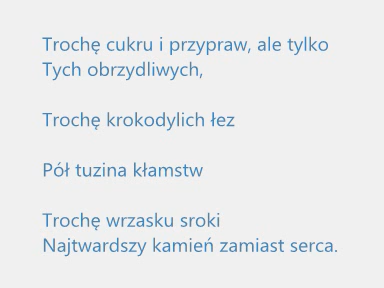 Trochę cukru i przypraw, ale tylko
Tych obrzydliwych,
Trochę krokodylich łez
Pół tuzina kłamstw
Trochę wrzasku sroki
Najtwardszy kamień zamiast serca.